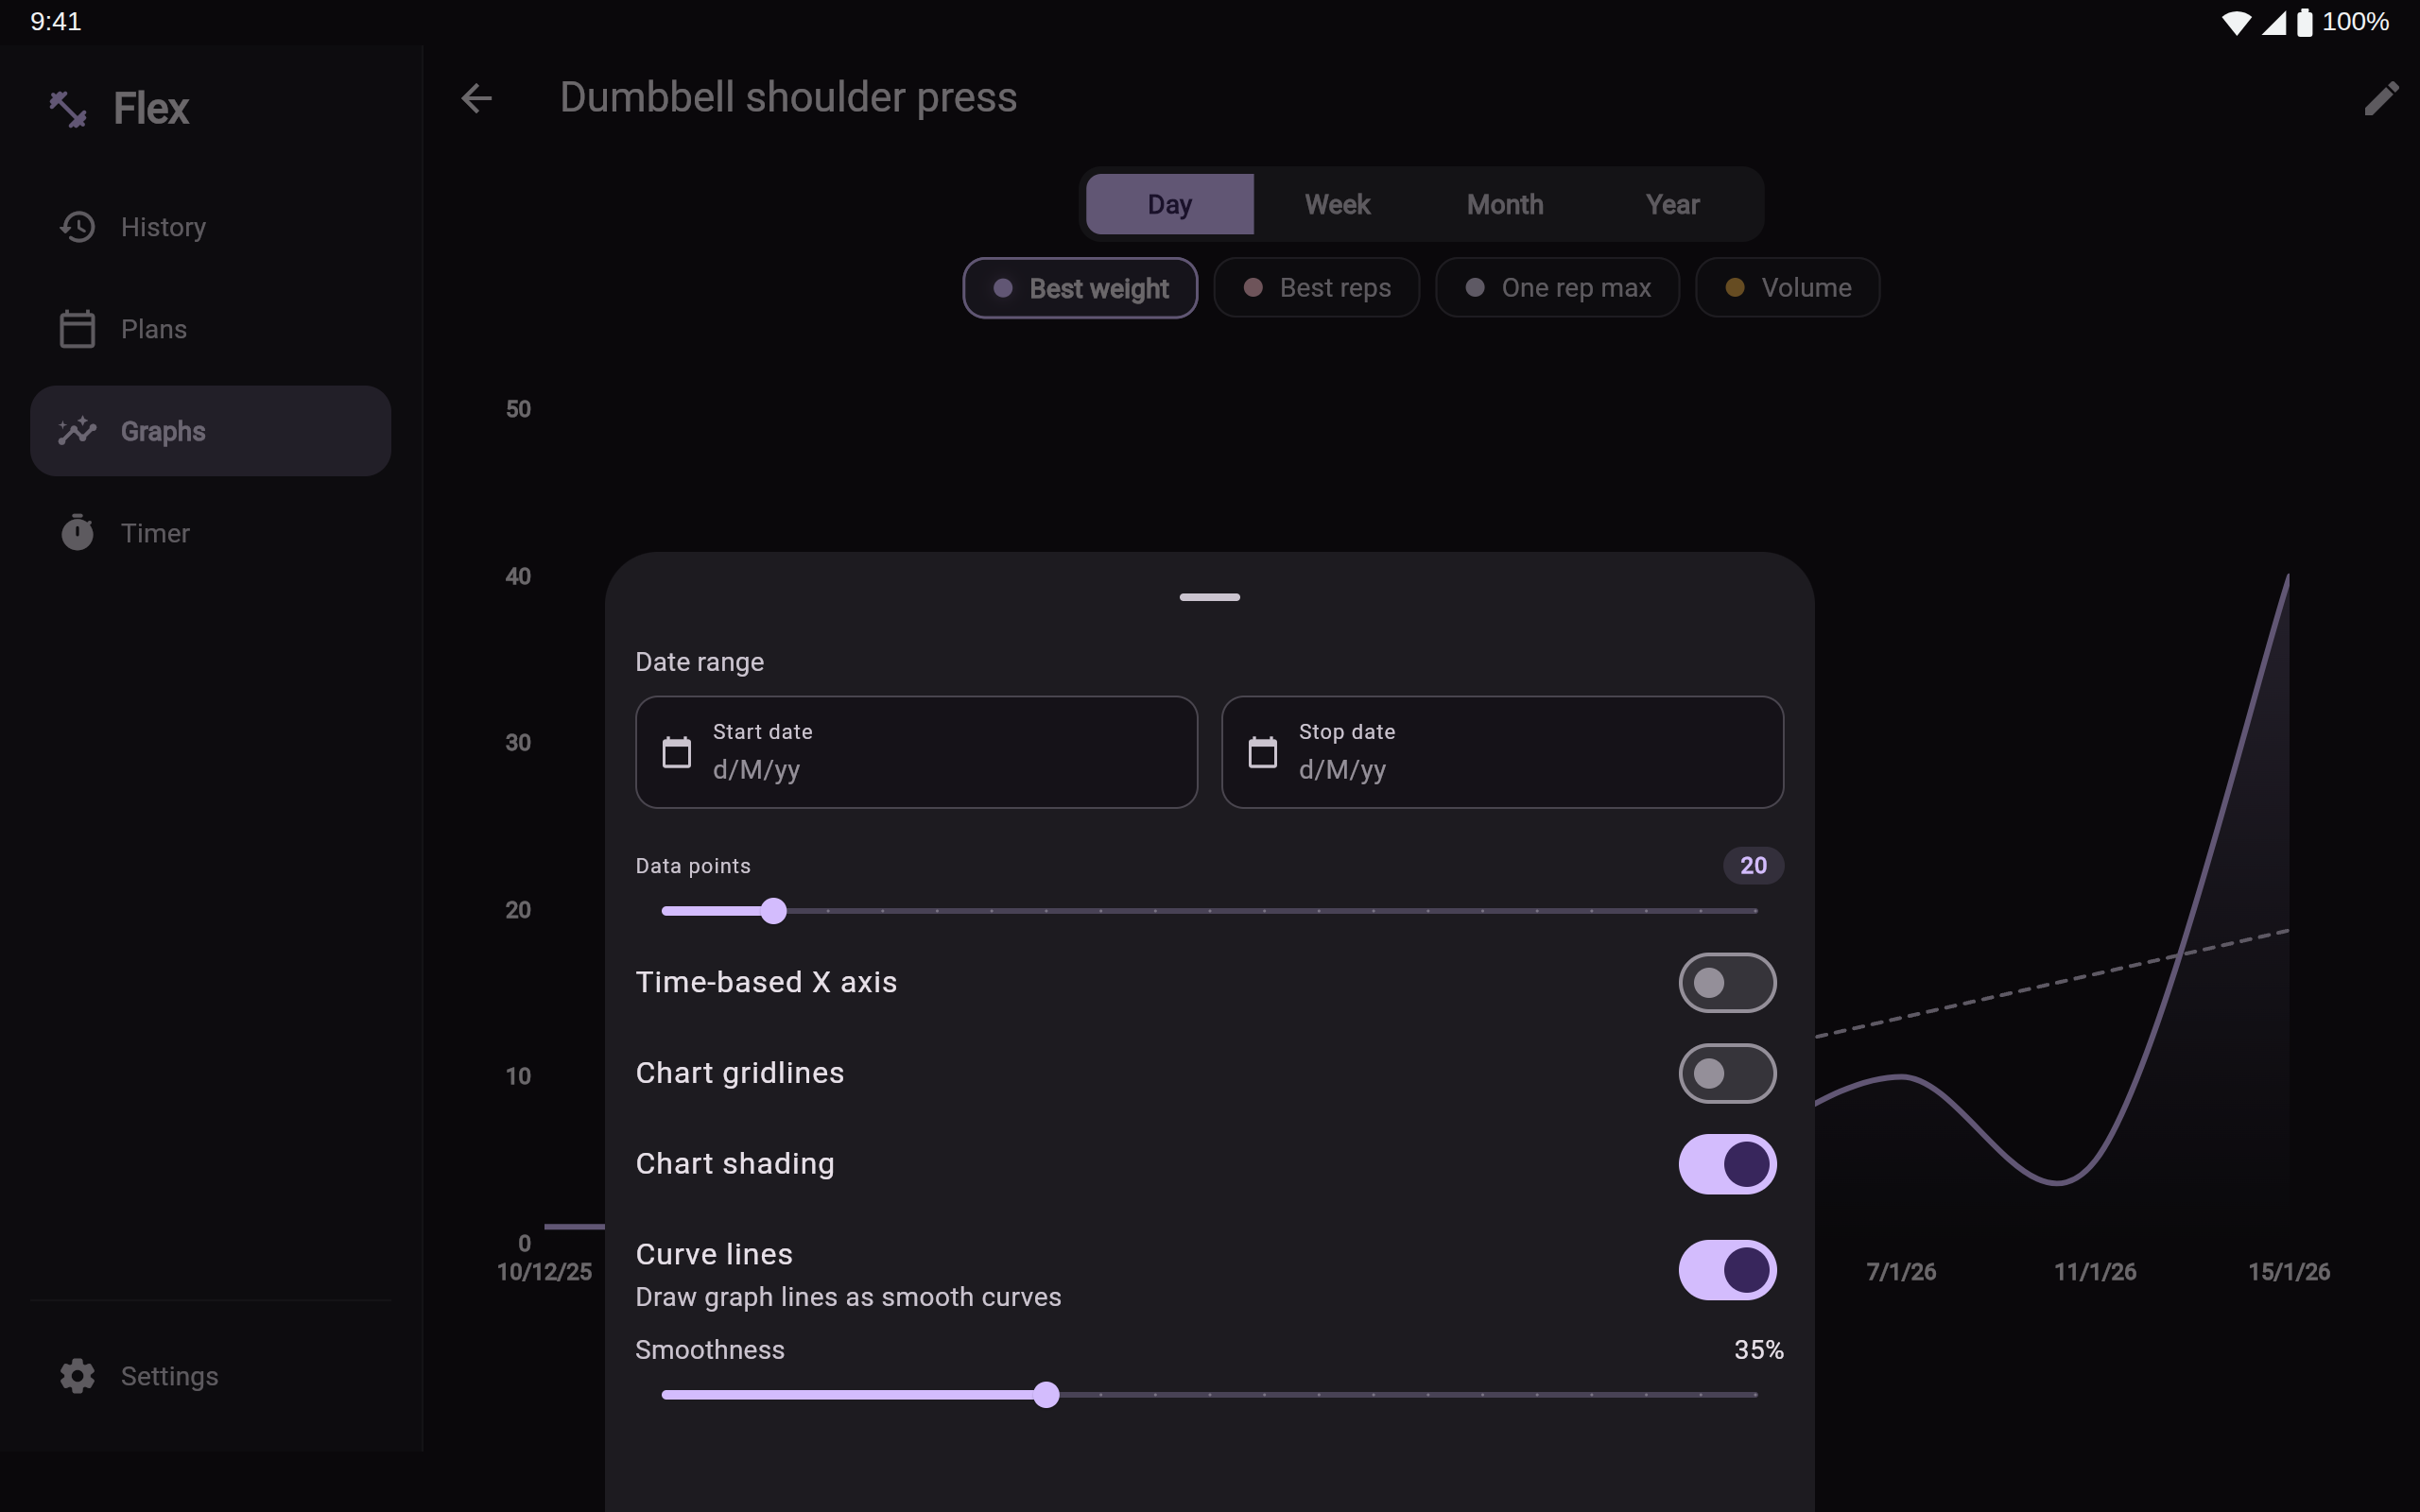 9:41
100%
Flex
Dumbbell shoulder press
History
Plans
Graphs
Timer
Settings
Day
Week
Month
Year
Best weight
Best reps
One rep max
Volume
50
40
30
20
10
0
10/12/25
7/1/26
11/1/26
15/1/26
Date range
Start date
d/M/yy
Stop date
d/M/yy
Data points
20
Time-based X axis
Chart gridlines
Chart shading
Curve lines
Draw graph lines as smooth curves
Smoothness
35%